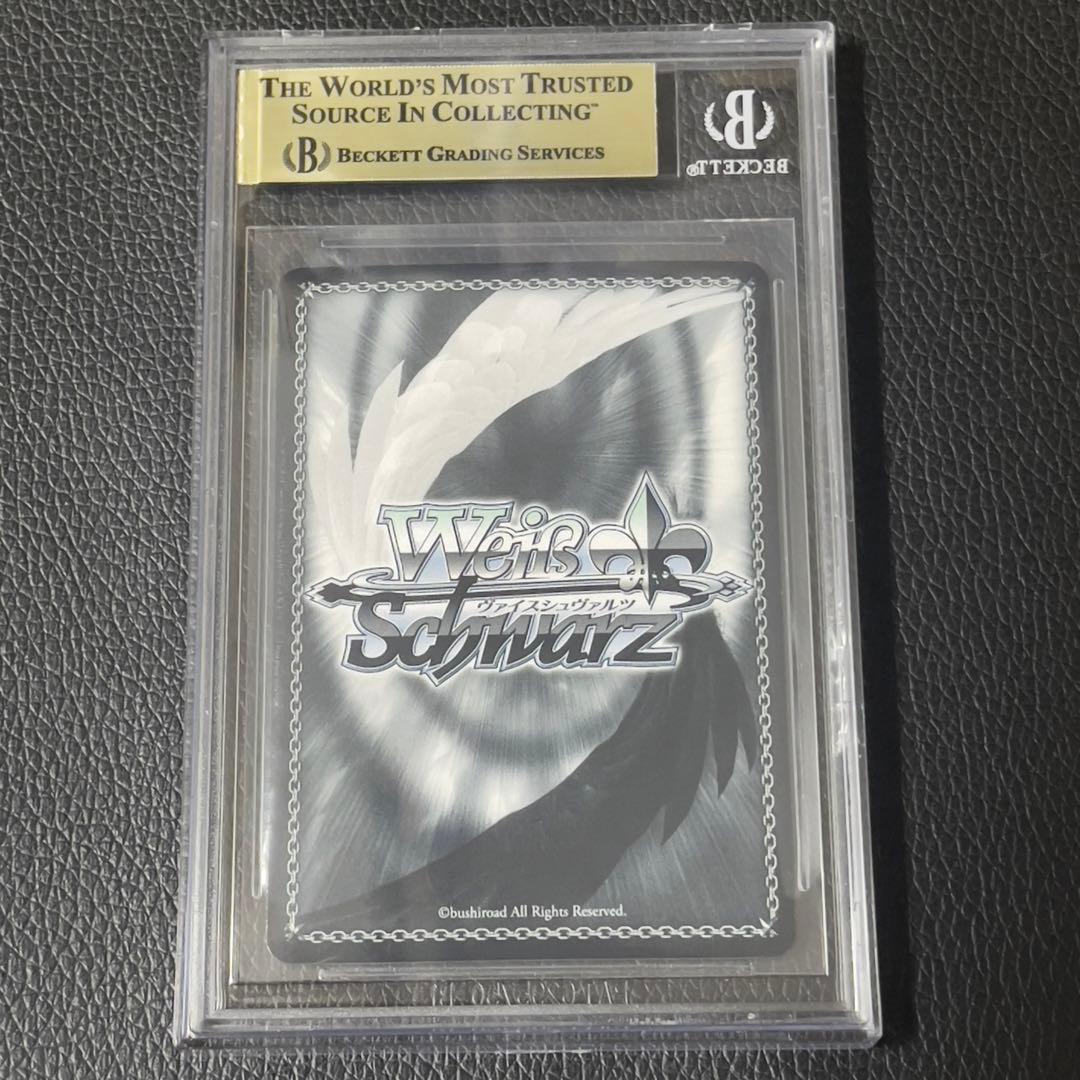 THE WORLD'S MOST TRUSTED
SOURCE IN COLLECTING™
B BECKETT GRADING SERVICES
B
BECKETT®
Weiß
ヴァイスシュヴァルツ
Schwarz
©bushiroad All Rights Reserved.